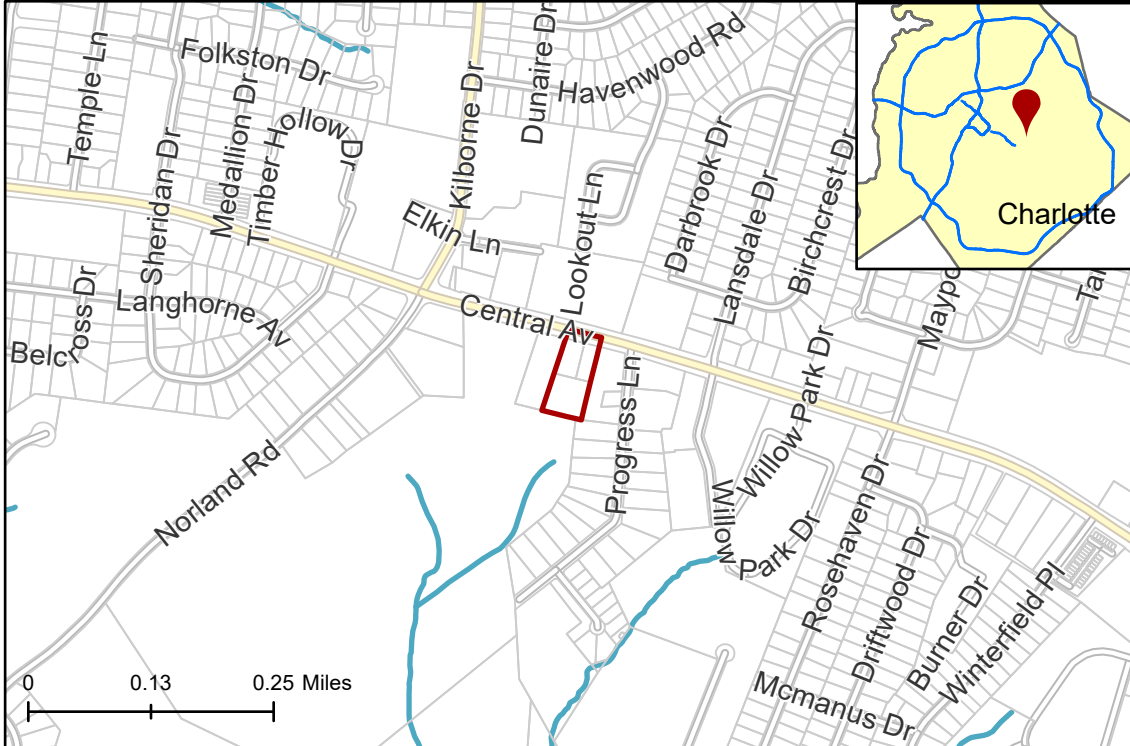 Temple Ln
Folkston Dr
Sheridan Dr
Medallion Dr
Timber Hollow Dr
Kilborne Dr
Dunaire Dr
Havenwood Rd
Elkin Ln
Lookout Ln
Darbrook Dr
Lansdale Dr
Birchcrest Dr
Charlotte
Belcross Dr
Langhorne Av
Central Av
Progress Ln
Willow Park Dr
Maypo
Tar
Norland Rd
Willow Park Dr
Rosehaven Dr
Driftwood Dr
Burner Dr
Winterfield Pl
Mcmanus Dr
0 0.13 0.25 Miles